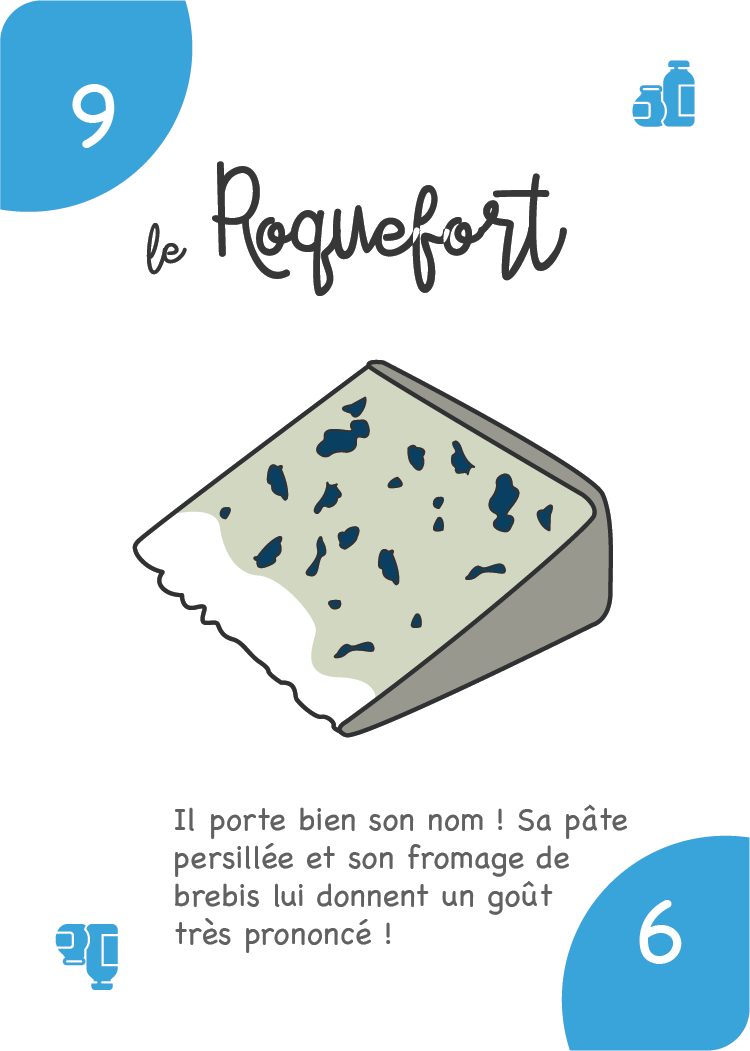 9
le Roquefort
Il porte bien son nom ! Sa pâte
persillée et son fromage de
brebis lui donnent un goût
très prononcé !
6